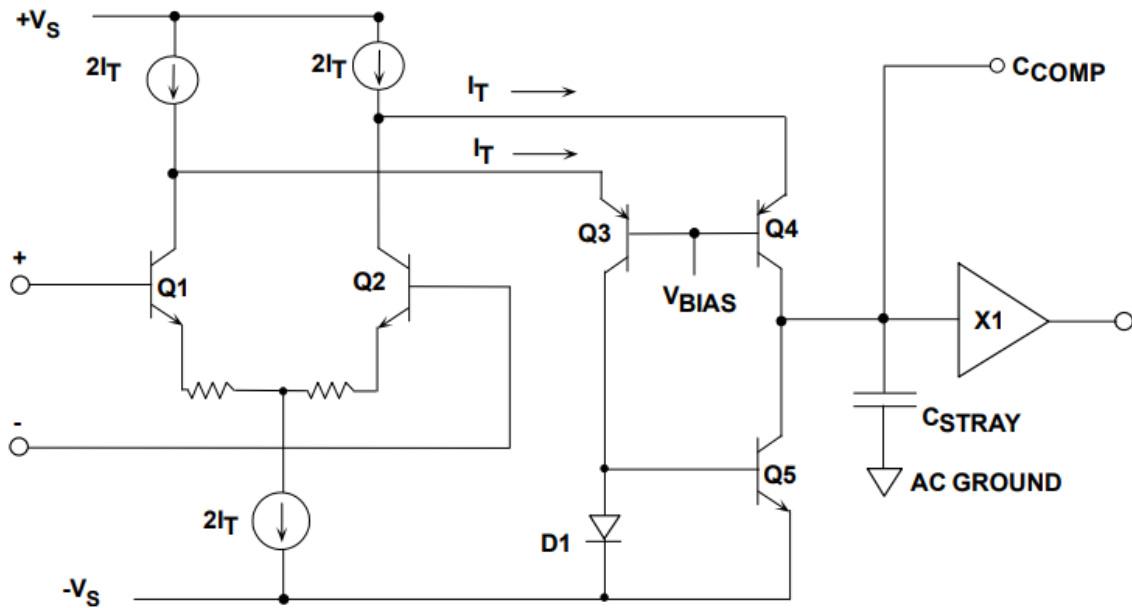 +VS
2IT
2IT
IT
CCOMP
IT
Q3
Q4
+
Q1
Q2
VBIAS
X1
-
CSTRAY
Q5
AC GROUND
2IT
D1
-VS